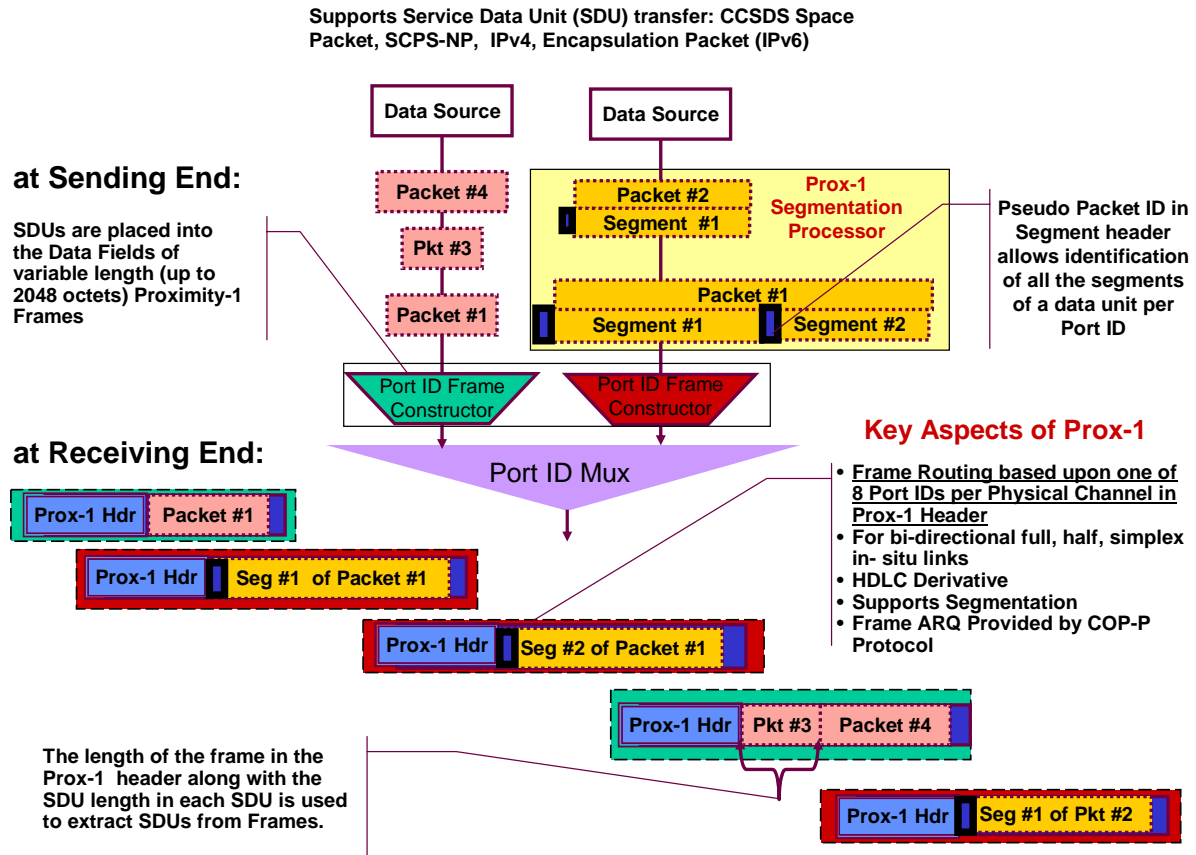 Supports Service Data Unit (SDU) transfer: CCSDS Space
Packet, SCPS-NP, IPv4, Encapsulation Packet (IPv6)
Data Source
Data Source
at Sending End:
SDUs are placed into
the Data Fields of
variable length (up to
2048 octets) Proximity-1
Frames
Packet #4
Pkt #3
Packet #1
Packet #2
Segment #1
Prox-1
Segmentation
Processor
Packet #1
Segment #1
Segment #2
Pseudo Packet ID in
Segment header
allows identification
of all the segments
of a data unit per
Port ID
Port ID Frame
Constructor
Port ID Frame
Constructor
Port ID Mux
at Receiving End:
Key Aspects of Prox-1
• Frame Routing based upon one of
8 Port IDs per Physical Channel in
Prox-1 Header
• For bi-directional full, half, simplex
in- situ links
• HDLC Derivative
• Supports Segmentation
• Frame ARQ Provided by COP-P
Protocol
Prox-1 Hdr Packet #1
Prox-1 Hdr Seg #1 of Packet #1
Prox-1 Hdr Seg #2 of Packet #1
Prox-1 Hdr Pkt #3 Packet #4
Prox-1 Hdr Seg #1 of Pkt #2
The length of the frame in the
Prox-1 header along with the
SDU length in each SDU is used
to extract SDUs from Frames.